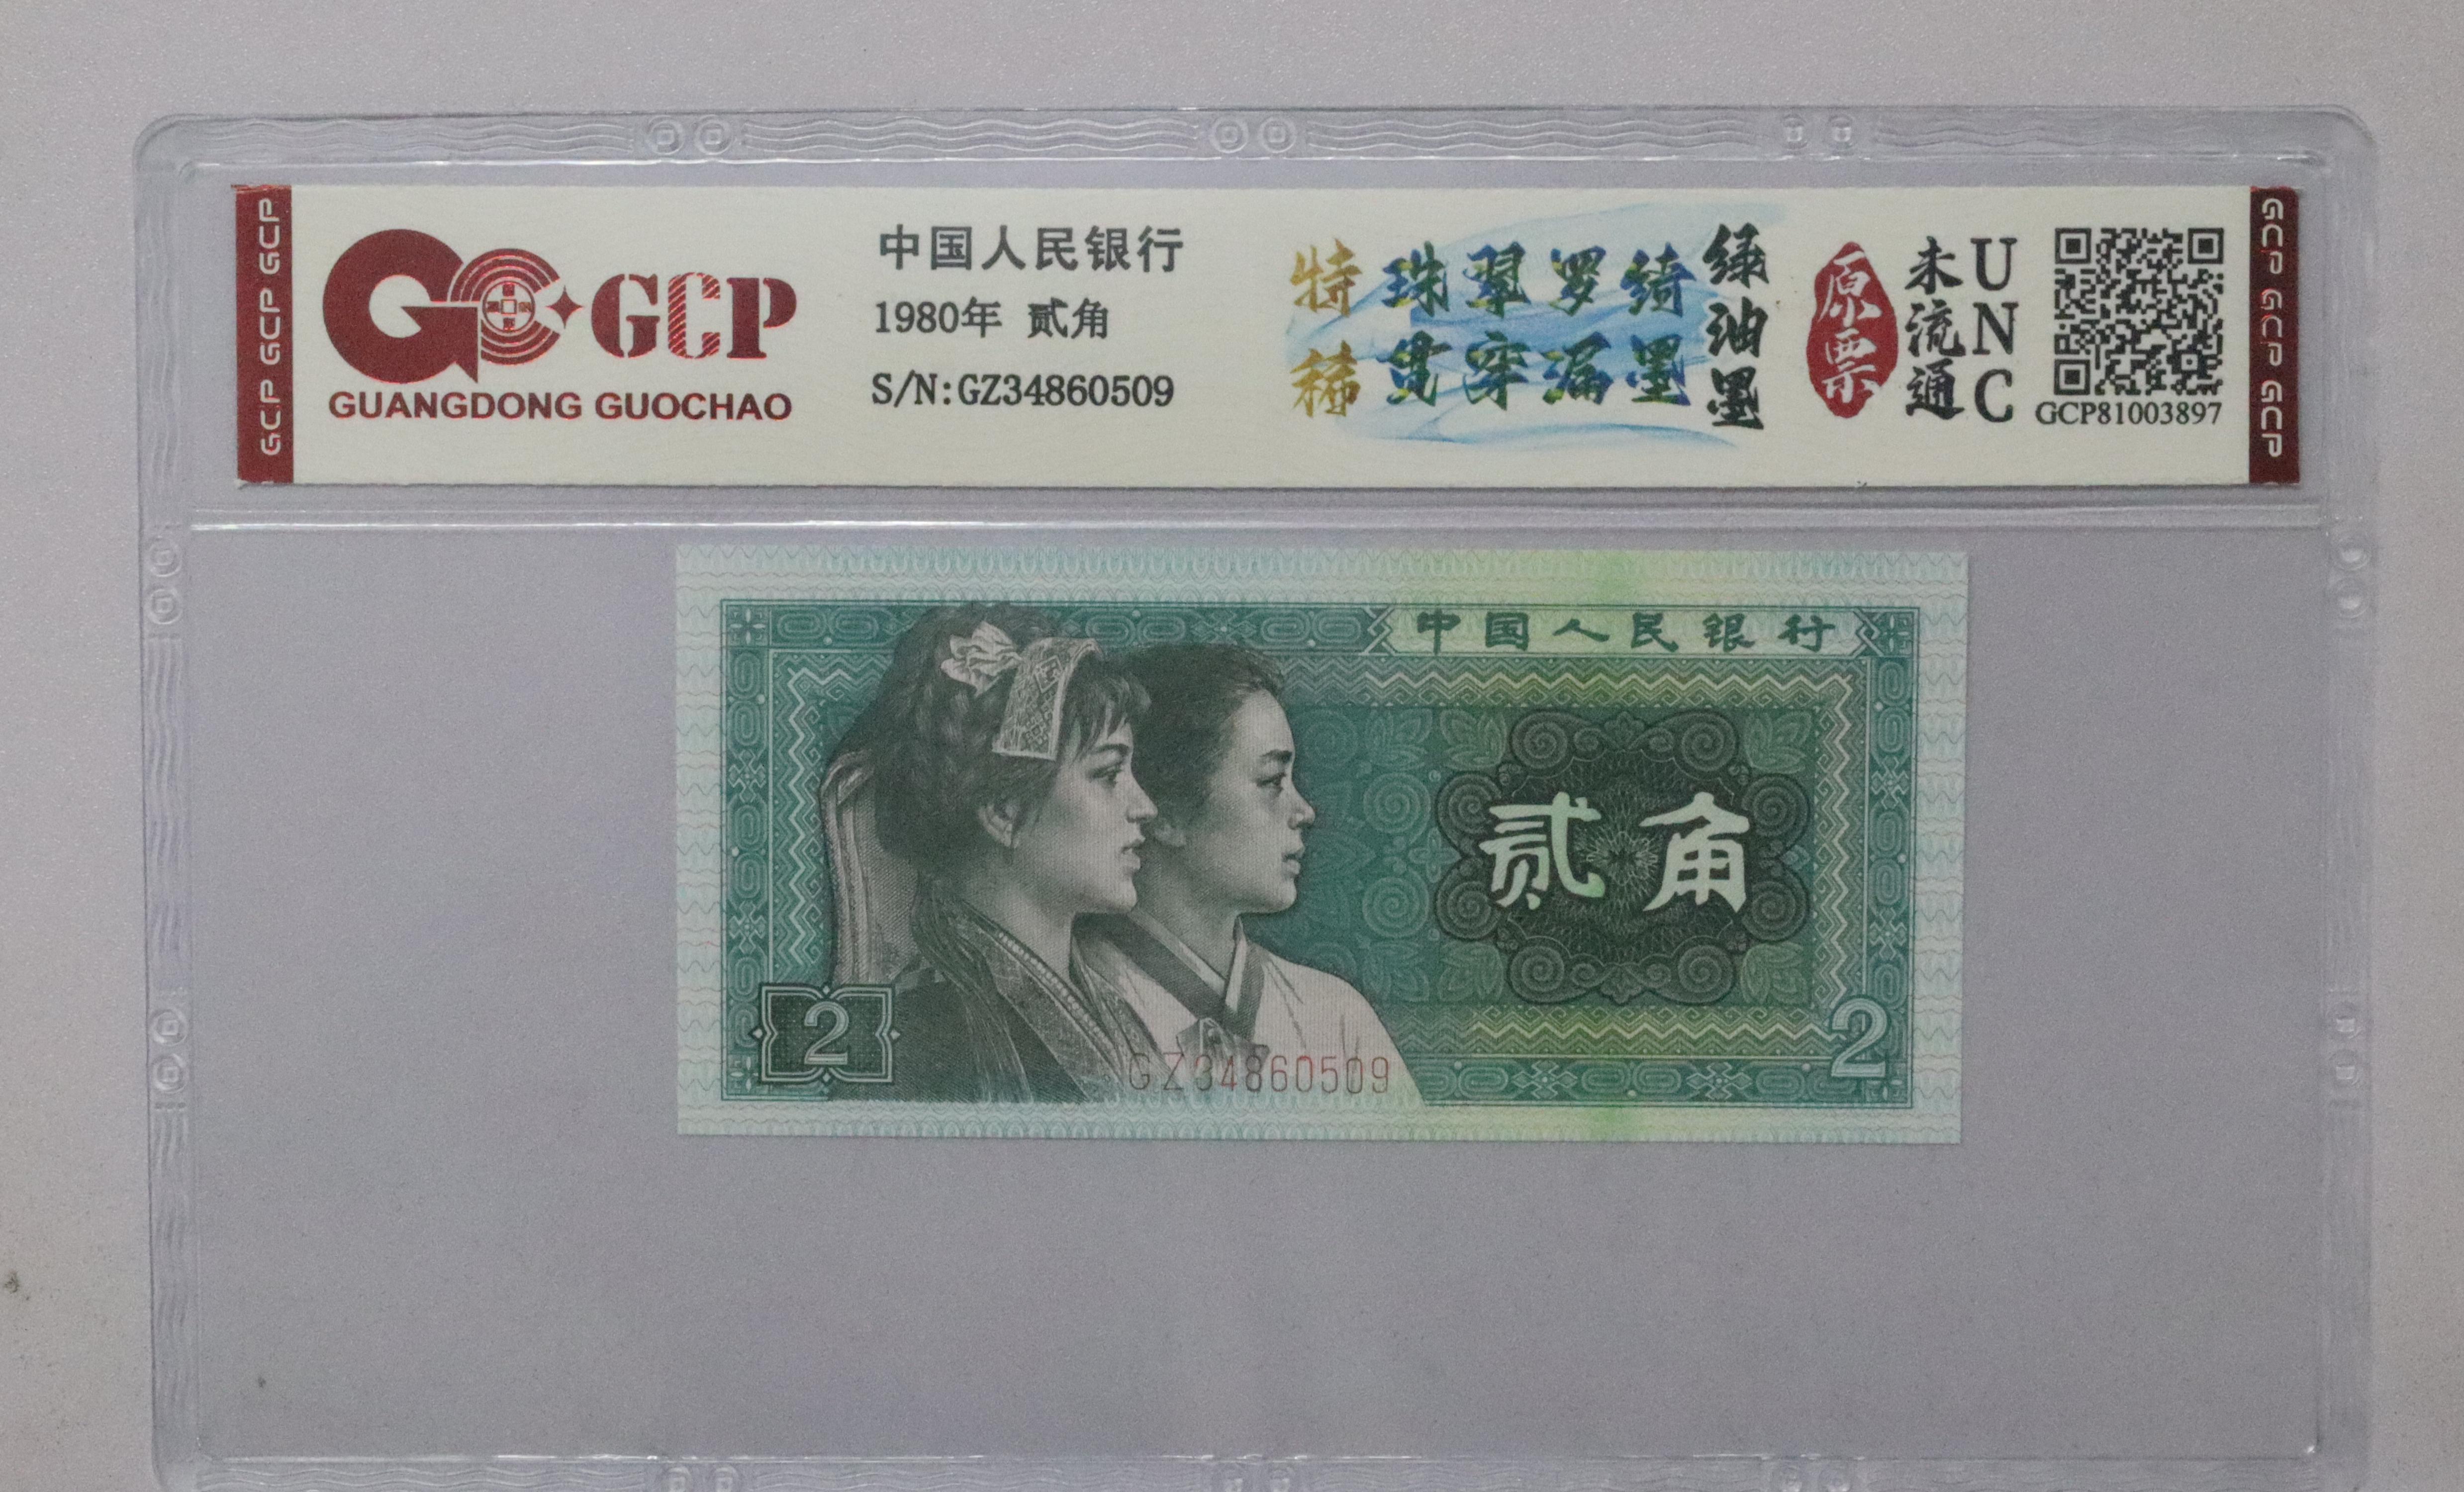 GCP GCP GCP
GCP
GUANGDONG GUOCHAO
中国人民银行
1980年 贰角
S/N:GZ34860509
特稀
珠翠罗绮
贯穿漏墨
绿油墨
原票
未流通
UNC
GCP81003897
GCP GCP GCP
中国人民银行
贰角
2
GZ34860509
2